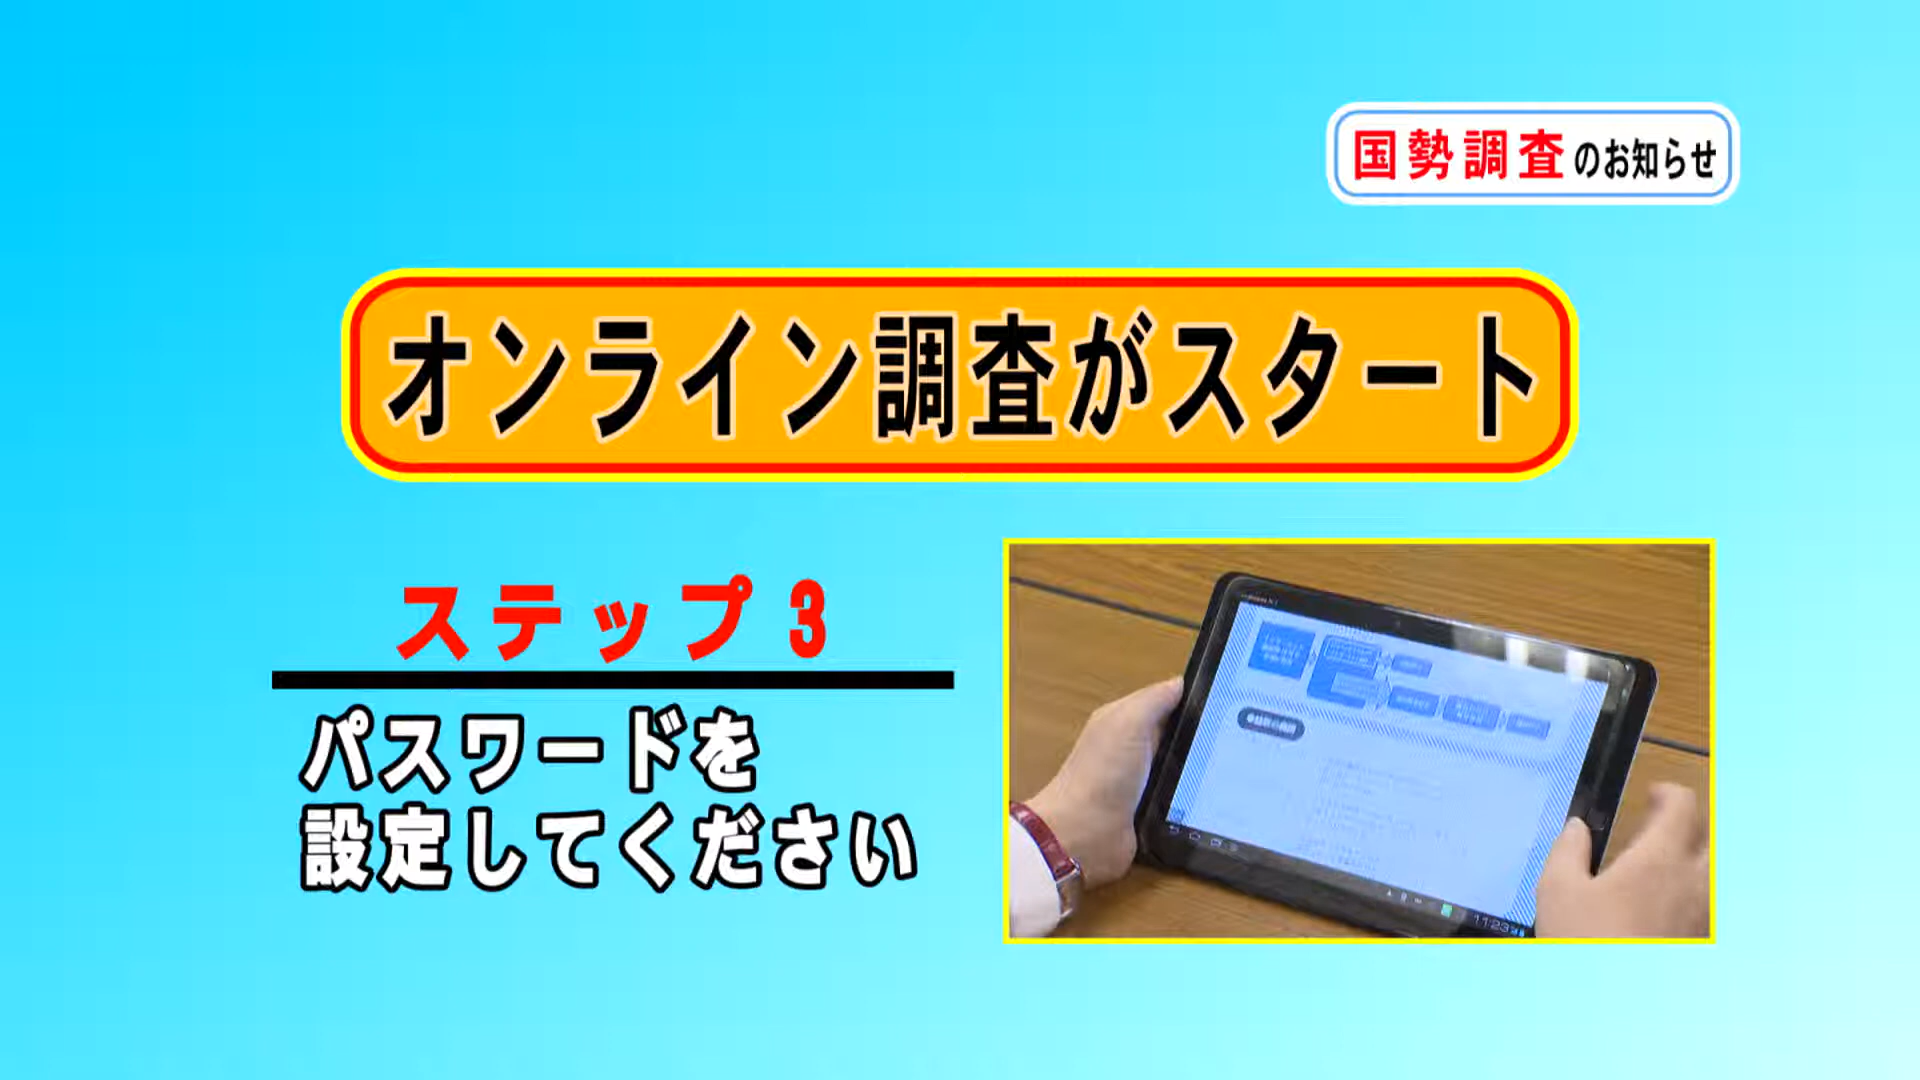 国勢調査のお知らせ
オンライン調査がスタート
ステップ3
パスワードを
設定してください
11:23